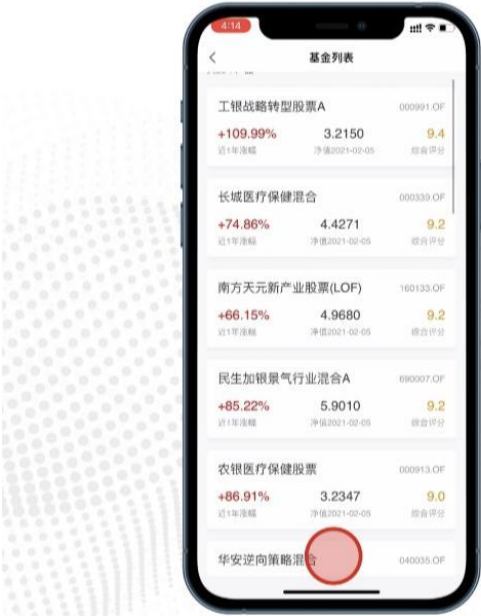 4:14
基金列表
工银战略转型股票A 000991.OF
+109.99% 3.2150 9.4
近1年涨幅 净值2021-02-05 综合评分
长城医疗保健混合 000339.OF
+74.86% 4.4271 9.2
近1年涨幅 净值2021-02-05 综合评分
南方天元新产业股票(LOF) 160133.OF
+66.15% 4.9680 9.2
近1年涨幅 净值2021-02-05 综合评分
民生加银景气行业混合A 690007.OF
+85.22% 5.9010 9.2
近1年涨幅 净值2021-02-05 综合评分
农银医疗保健股票 000913.OF
+86.91% 3.2347 9.0
近1年涨幅 净值2021-02-05 综合评分
华安逆向策略混合 040035.OF